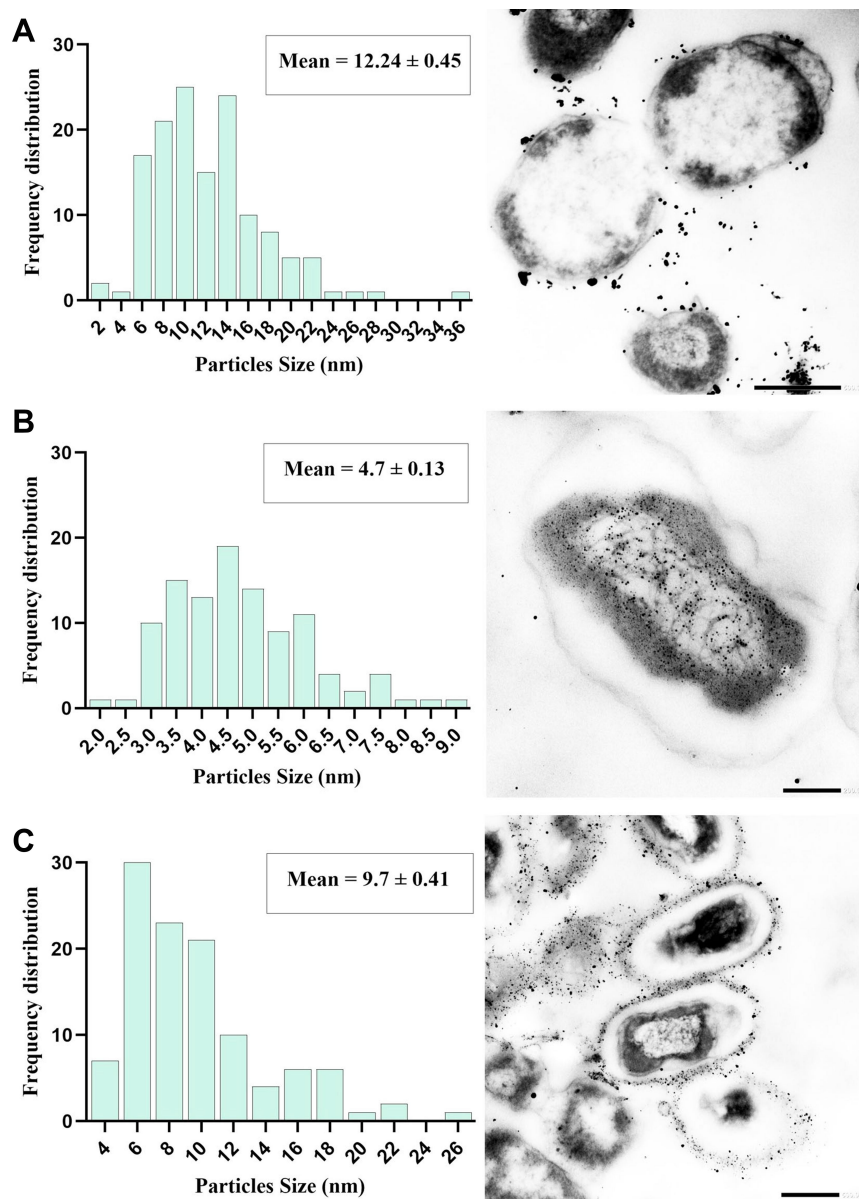 A
Frequency distribution
30
20
10
0
Mean = 12.24 ± 0.45
2 4 6 8 10 12 14 16 18 20 22 24 26 28 30 32 34 36
Particles Size (nm)
B
Frequency distribution
30
20
10
0
Mean = 4.7 ± 0.13
2.0 2.5 3.0 3.5 4.0 4.5 5.0 5.5 6.0 6.5 7.0 7.5 8.0 8.5 9.0
Particles Size (nm)
C
Frequency distribution
30
20
10
0
Mean = 9.7 ± 0.41
4 6 8 10 12 14 16 18 20 22 24 26
Particles Size (nm)